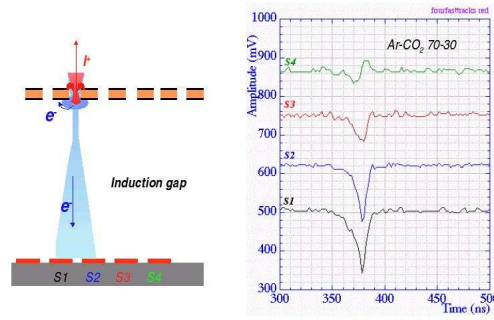 I+
e-
e-
Induction gap
S1 S2 S3 S4
fourfasttracks red
Amplitude (mV)
1000
900
800
700
600
500
400
300
200
Ar-CO2 70-30
S4
S3
S2
S1
300 350 400 450 500
Time (ns)